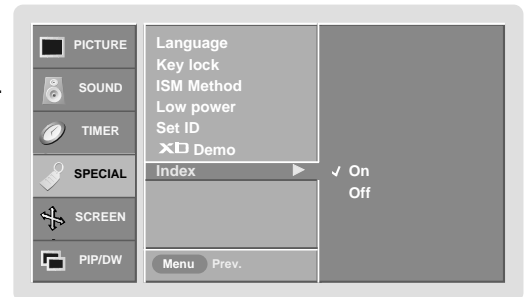 PICTURE
SOUND
TIMER
SPECIAL
SCREEN
PIP/DW
Language
Key lock
ISM Method
Low power
Set ID
XD Demo
Index
Menu Prev.
✓ On
Off